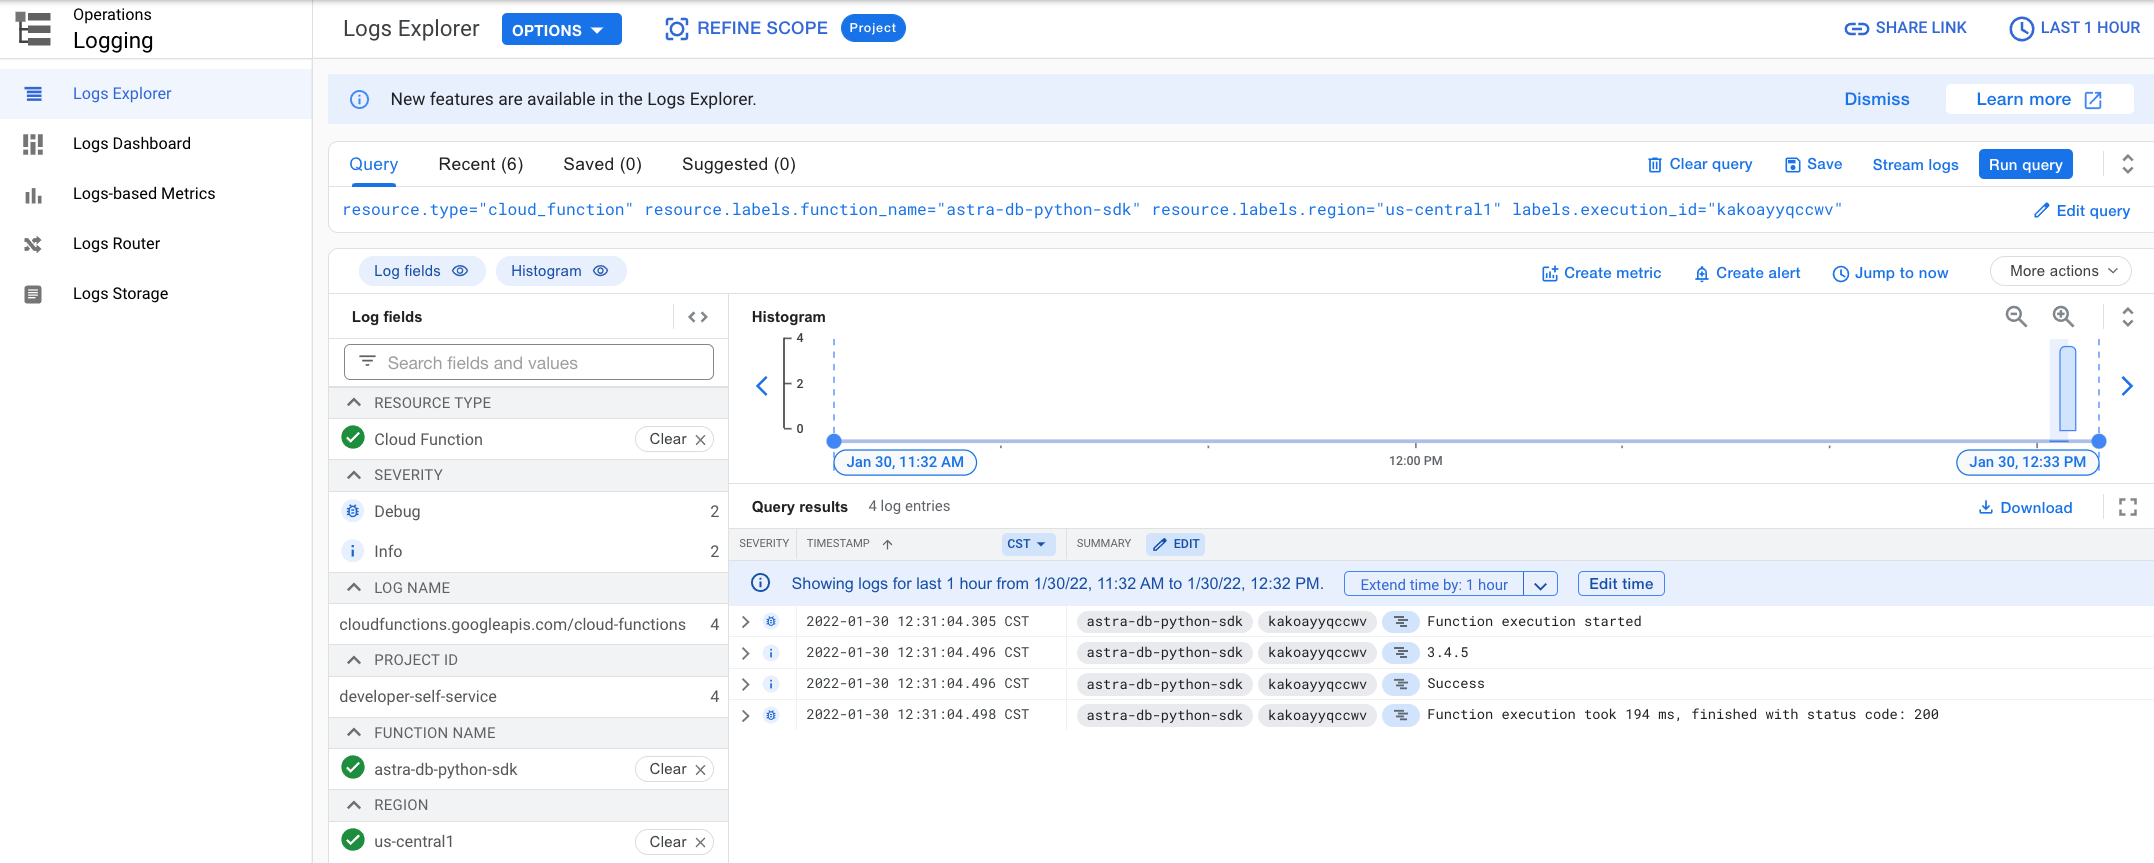 Operations
Logging
Logs Explorer
Logs Dashboard
Logs-based Metrics
Logs Router
Logs Storage
Logs Explorer OPTIONS REFINE SCOPE Project SHARE LINK LAST 1 HOUR
New features are available in the Logs Explorer. Dismiss Learn more
Query Recent (6) Saved (0) Suggested (0) Clear query Save Stream logs Run query
resource.type="cloud_function" resource.labels.function_name="astra-db-python-sdk" resource.labels.region="us-central1" labels.execution_id="kakoayyqccwv" Edit query
Log fields Histogram Create metric Create alert Jump to now More actions
Log fields
Search fields and values
RESOURCE TYPE
Cloud Function Clear
SEVERITY
Debug 2
Info 2
LOG NAME
cloudfunctions.googleapis.com/cloud-functions 4
PROJECT ID
developer-self-service 4
FUNCTION NAME
astra-db-python-sdk Clear
REGION
us-central1 Clear
Histogram
4
2
0
Jan 30, 11:32 AM 12:00 PM Jan 30, 12:33 PM
Query results 4 log entries Download
SEVERITY TIMESTAMP CST SUMMARY EDIT
Showing logs for last 1 hour from 1/30/22, 11:32 AM to 1/30/22, 12:32 PM. Extend time by: 1 hour Edit time
2022-01-30 12:31:04.305 CST astra-db-python-sdk kakoayyqccwv Function execution started
2022-01-30 12:31:04.496 CST astra-db-python-sdk kakoayyqccwv 3.4.5
2022-01-30 12:31:04.496 CST astra-db-python-sdk kakoayyqccwv Success
2022-01-30 12:31:04.498 CST astra-db-python-sdk kakoayyqccwv Function execution took 194 ms, finished with status code: 200